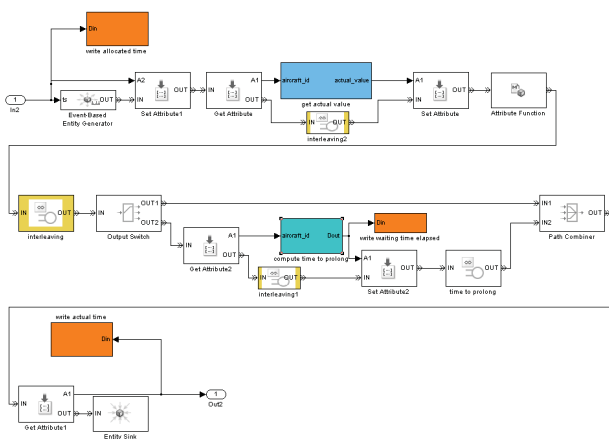 Din
write allocated time
1
In2
ts
OUT
Event-Based
Entity Generator
A2
IN
OUT
Set Attribute1
IN
A1
OUT
Get Attribute
aircraft_id
actual_value
get actual value
IN
OUT
interleaving2
A1
IN
OUT
Set Attribute
Attribute Function
IN
OUT
interleaving
IN
OUT1
OUT2
Output Switch
IN
A1
OUT
Get Attribute2
aircraft_id
Dout
compute time to prolong
IN
OUT
interleaving1
Din
write waiting time elapsed
A1
IN
OUT
Set Attribute2
IN
OUT
time to prolong
IN1
IN2
OUT
Path Combiner
write actual time
Din
IN
A1
OUT
Get Attribute1
IN
Entity Sink
1
Out2